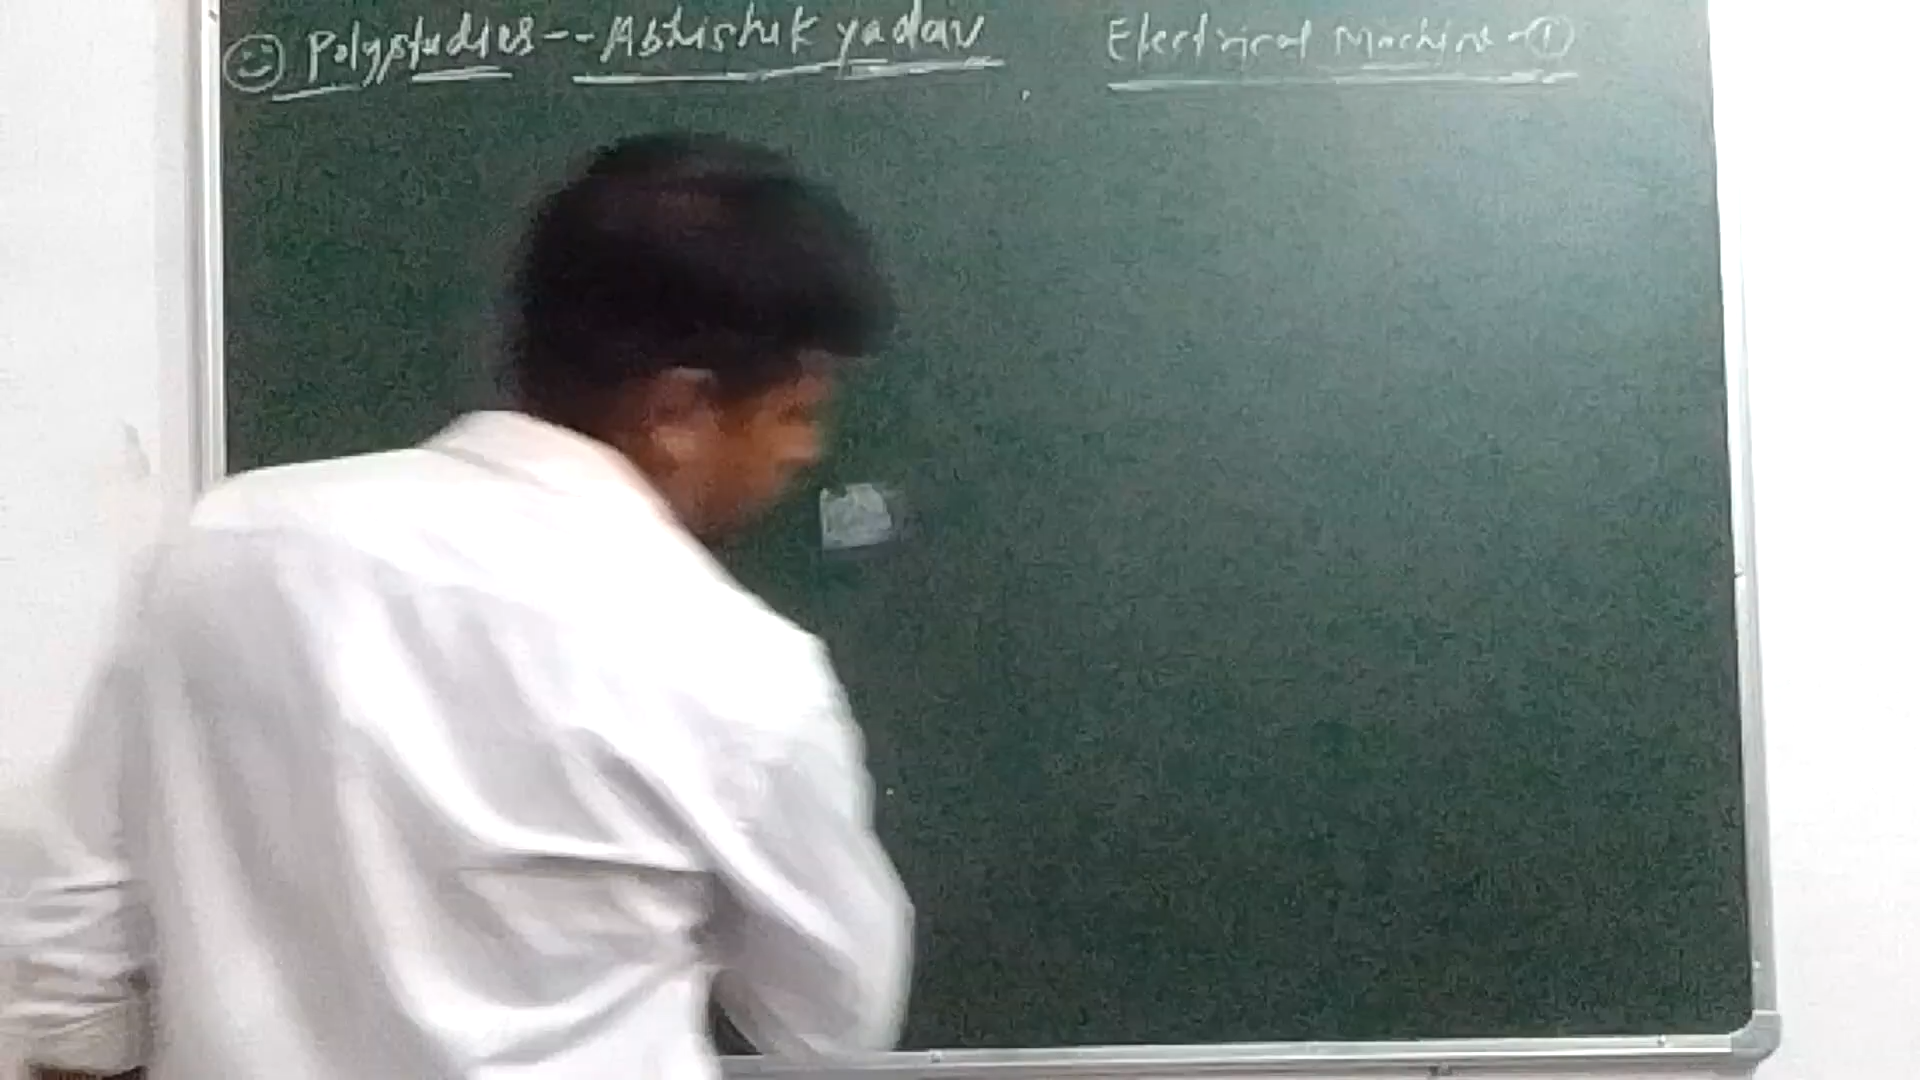 Polystudies -- Abhishek yadav
Electrical Machine - ①